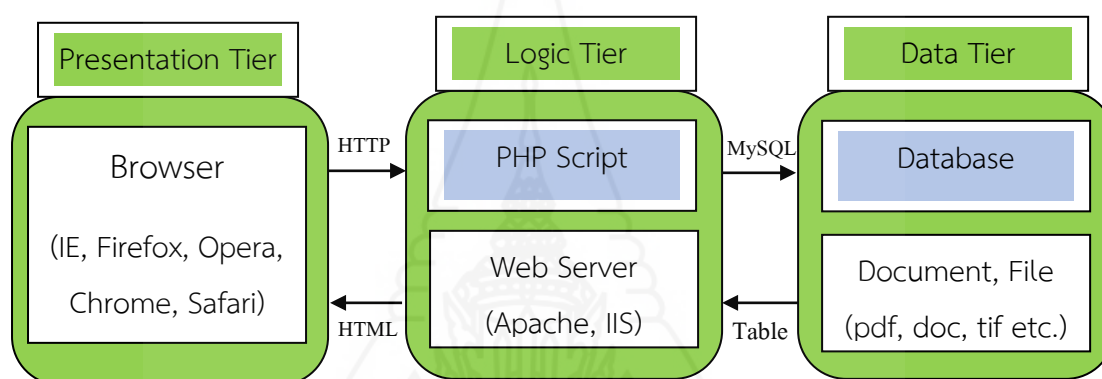 Presentation Tier
Browser
(IE, Firefox, Opera,
Chrome, Safari)
HTTP
HTML
Logic Tier
PHP Script
Web Server
(Apache, IIS)
MySQL
Table
Data Tier
Database
Document, File
(pdf, doc, tif etc.)